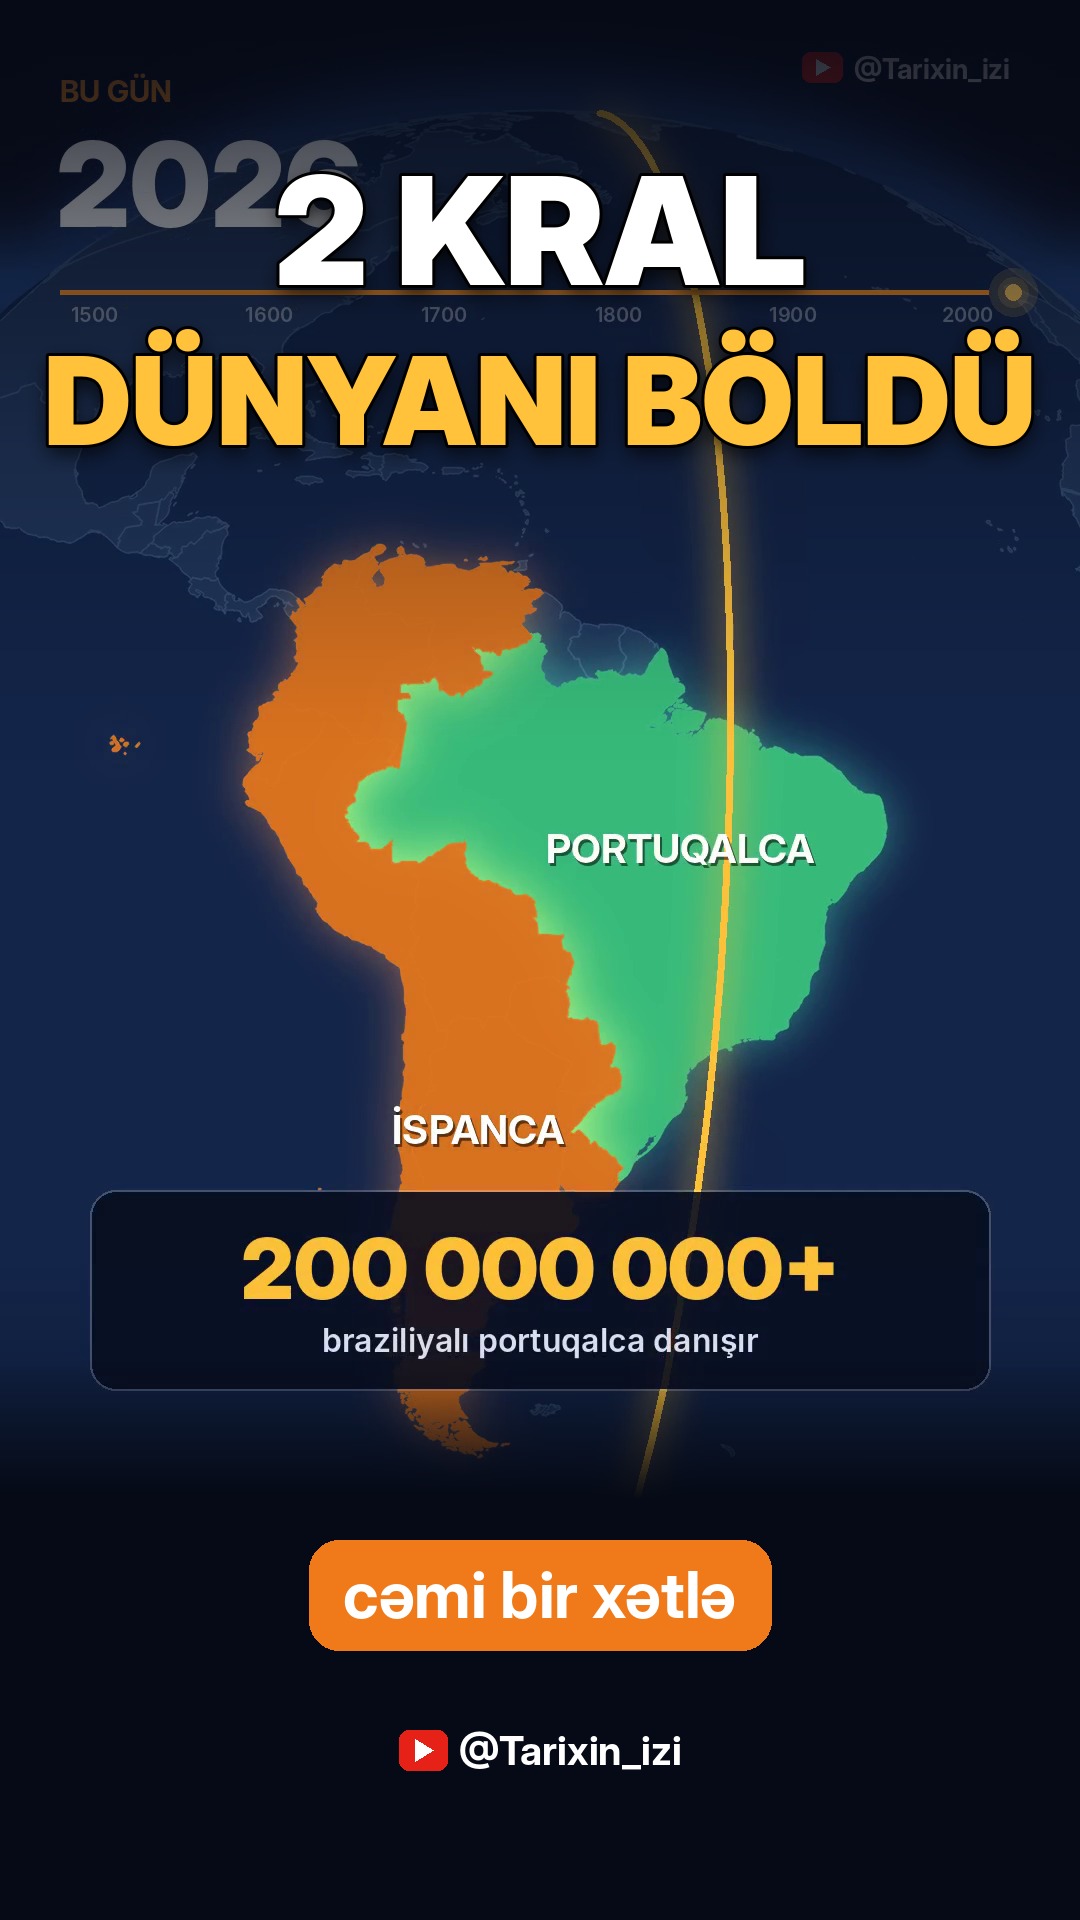 @Tarixin_izi
BU GÜN
2026
2 KRAL
1500 1600 1700 1800 1900 2000
DÜNYANI BÖLDÜ
PORTUQALCA
İSPANCA
200 000 000+
braziliyalı portuqalca danışır
cəmi bir xətlə
@Tarixin_izi